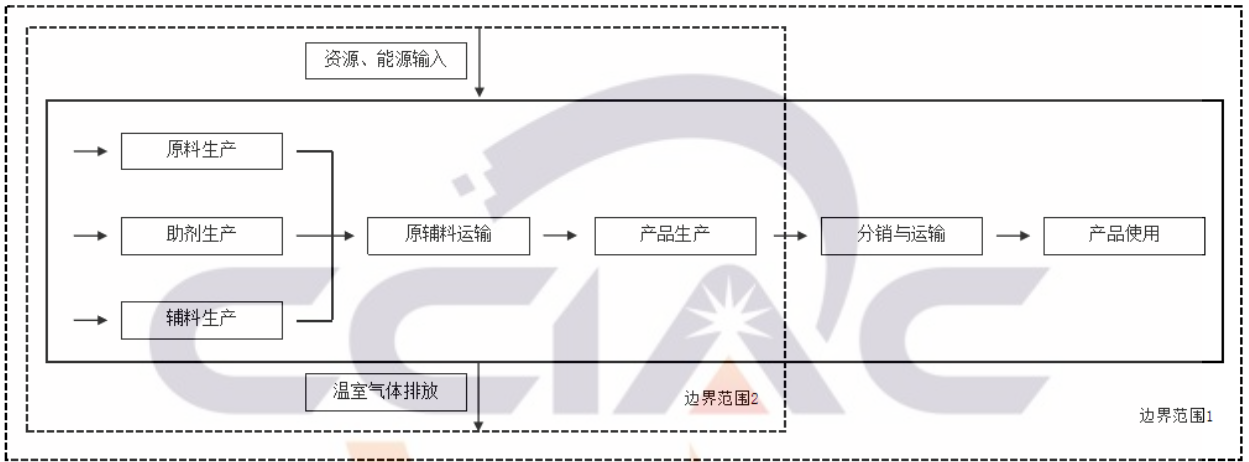 资源、能源输入
原料生产
助剂生产
原辅料运输
产品生产
分销与运输
产品使用
辅料生产
温室气体排放
边界范围2
边界范围1
CCIAC